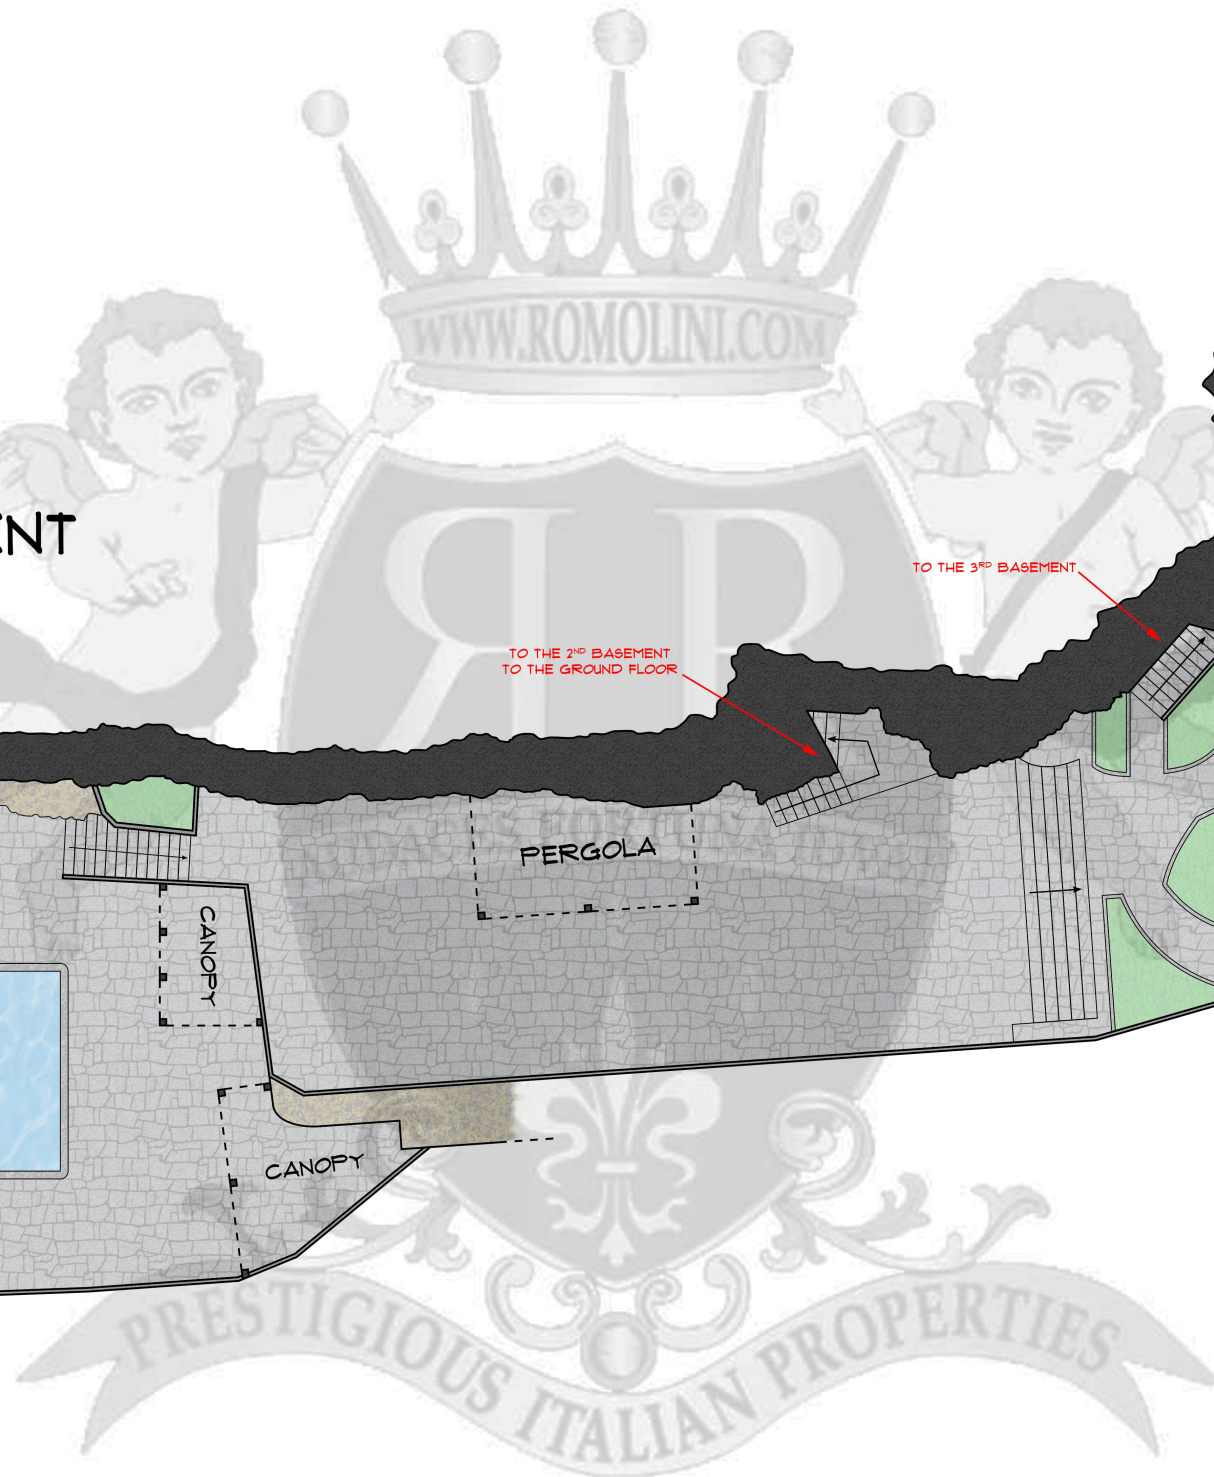 WWW.ROMOLINI.COM
ENT
TO THE 3RD BASEMENT
TO THE 2ND BASEMENT
TO THE GROUND FLOOR
PERGOLA
CANOPY
CANOPY
PRESTIGIOUS ITALIAN PROPERTIES